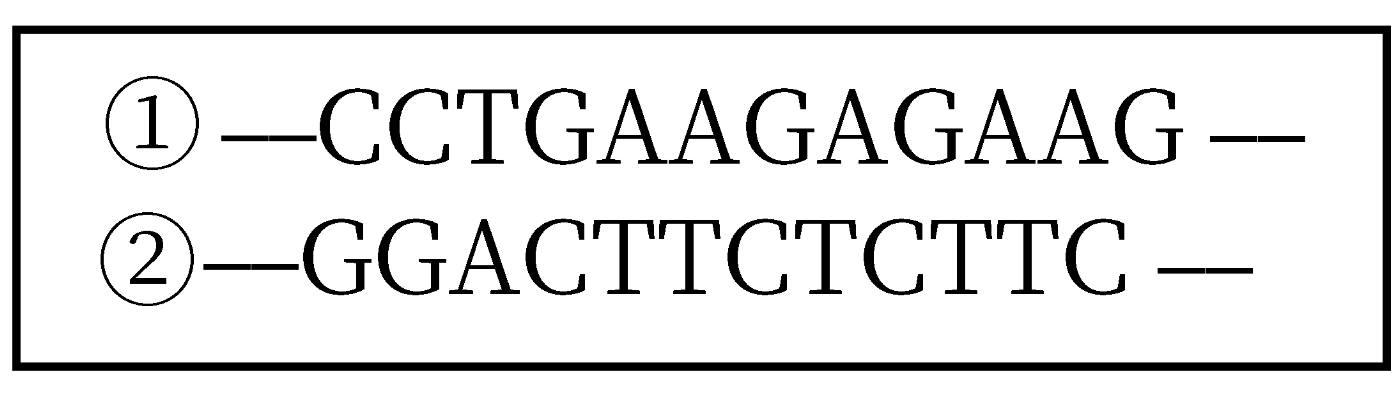 ① ––CCTGAAGAGAAG ––
② ––GGACTTCTCTTC ––